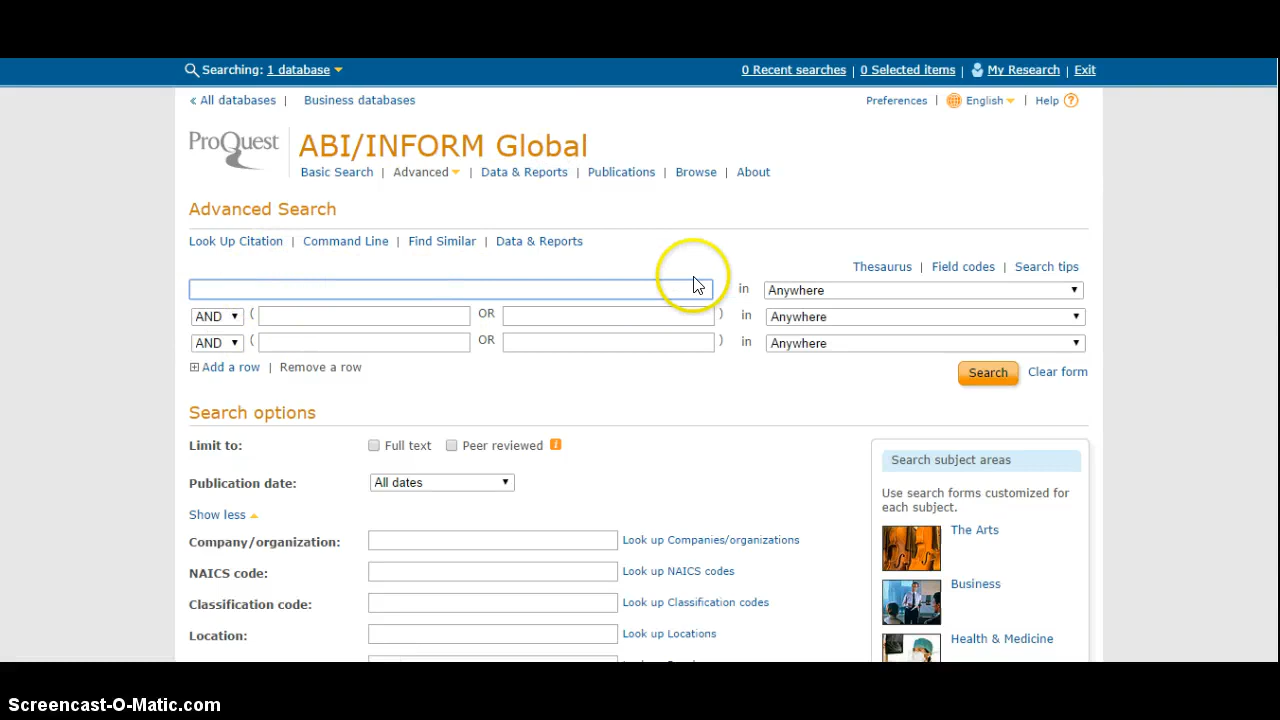 Searching: 1 database
0 Recent searches | 0 Selected items | My Research | Exit
« All databases | Business databases
Preferences | English | Help ?
ProQuest
ABI/INFORM Global
Basic Search | Advanced | Data & Reports | Publications | Browse | About
Advanced Search
Look Up Citation | Command Line | Find Similar | Data & Reports
Thesaurus | Field codes | Search tips
in Anywhere
AND ( OR ) in Anywhere
AND ( OR ) in Anywhere
Add a row | Remove a row
Search Clear form
Search options
Limit to: Full text Peer reviewed i
Publication date: All dates
Show less
Company/organization: Look up Companies/organizations
NAICS code: Look up NAICS codes
Classification code: Look up Classification codes
Location: Look up Locations
Search subject areas
Use search forms customized for
each subject.
The Arts
Business
Health & Medicine
Screencast-O-Matic.com